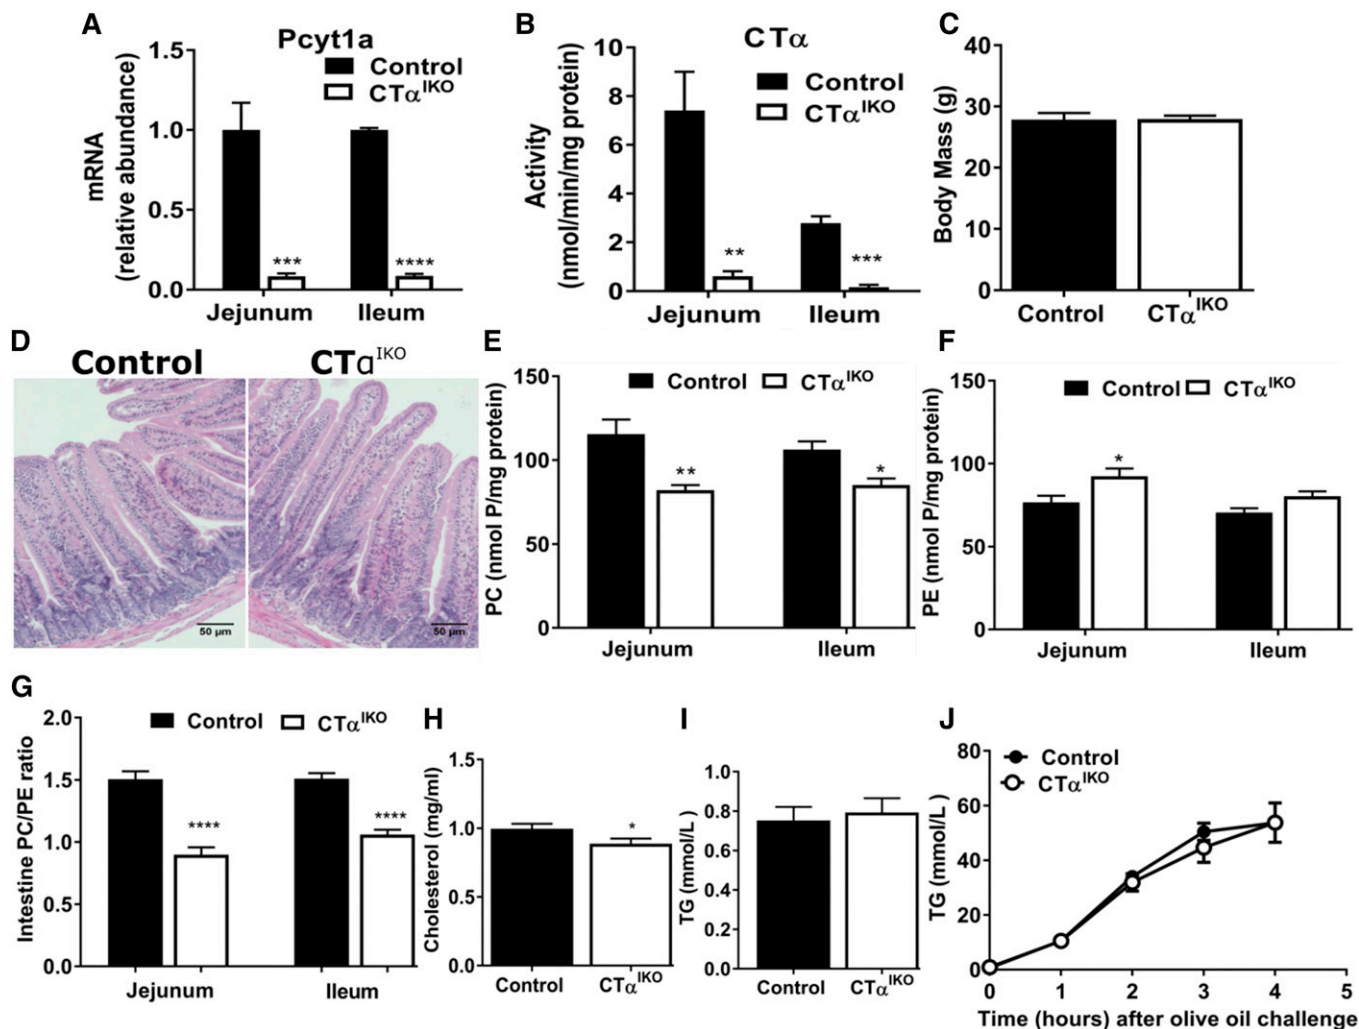 A
Pcyt1a
Control
CTα^IKO
mRNA
(relative abundance)
1.5
1.0
0.5
0.0
***
****
Jejunum
Ileum
B
CTα
Control
CTα^IKO
Activity
(nmol/min/mg protein)
10
8
6
4
2
0
**
***
Jejunum
Ileum
C
Body Mass (g)
40
30
20
10
0
Control
CTα^IKO
D
Control
CTα^IKO
50 µm
50 µm
E
Control
CTα^IKO
PC (nmol P/mg protein)
150
100
50
0
**
*
Jejunum
Ileum
F
Control
CTα^IKO
PE (nmol P/mg protein)
150
100
50
0
*
Jejunum
Ileum
G
Control
CTα^IKO
Intestine PC/PE ratio
2.0
1.5
1.0
0.5
0.0
****
****
Jejunum
Ileum
H
Cholesterol (mg/ml)
1.5
1.0
0.5
0.0
*
Control
CTα^IKO
I
TG (mmol/L )
1.0
0.8
0.6
0.4
0.2
0.0
Control
CTα^IKO
J
Control
CTα^IKO
TG (mmol/L )
80
60
40
20
0
0
1
2
3
4
5
Time (hours) after olive oil challenge